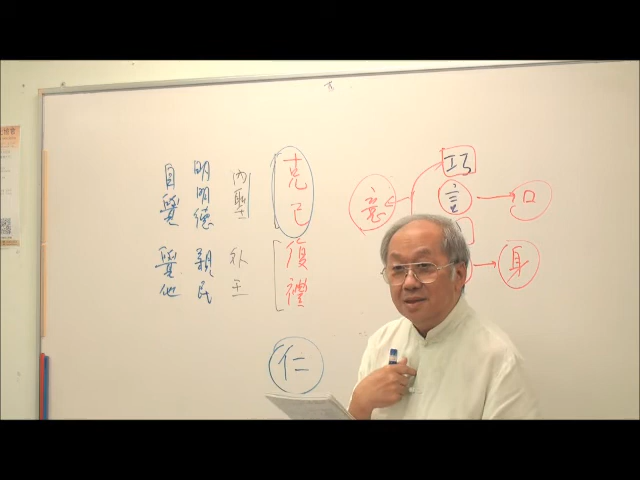 巧
言
口
意
身
克己
復禮
仁
內聖
外王
明明德
親民
自覺
覺他